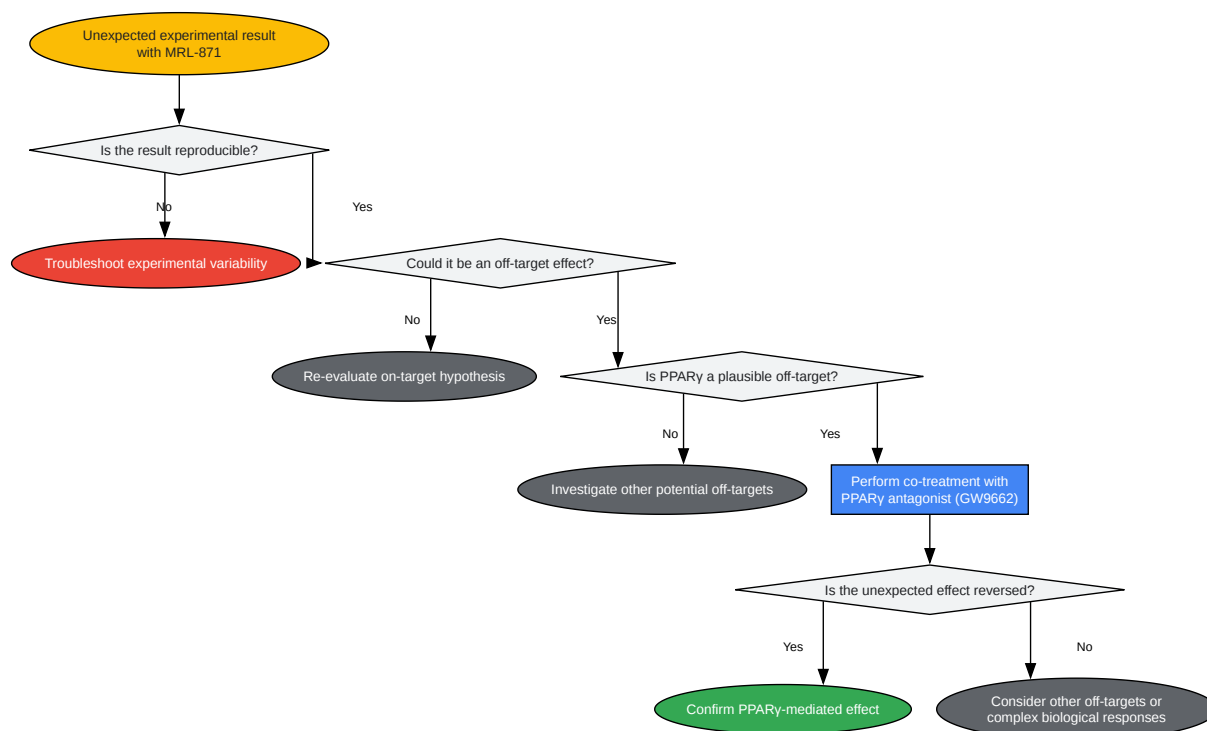 Unexpected experimental result
with MRL-871
Is the result reproducible?
No
Yes
Troubleshoot experimental variability
Could it be an off-target effect?
No
Yes
Re-evaluate on-target hypothesis
Is PPARγ a plausible off-target?
No
Yes
Investigate other potential off-targets
Perform co-treatment with
PPARγ antagonist (GW9662)
Is the unexpected effect reversed?
Yes
No
Confirm PPARγ-mediated effect
Consider other off-targets or
complex biological responses